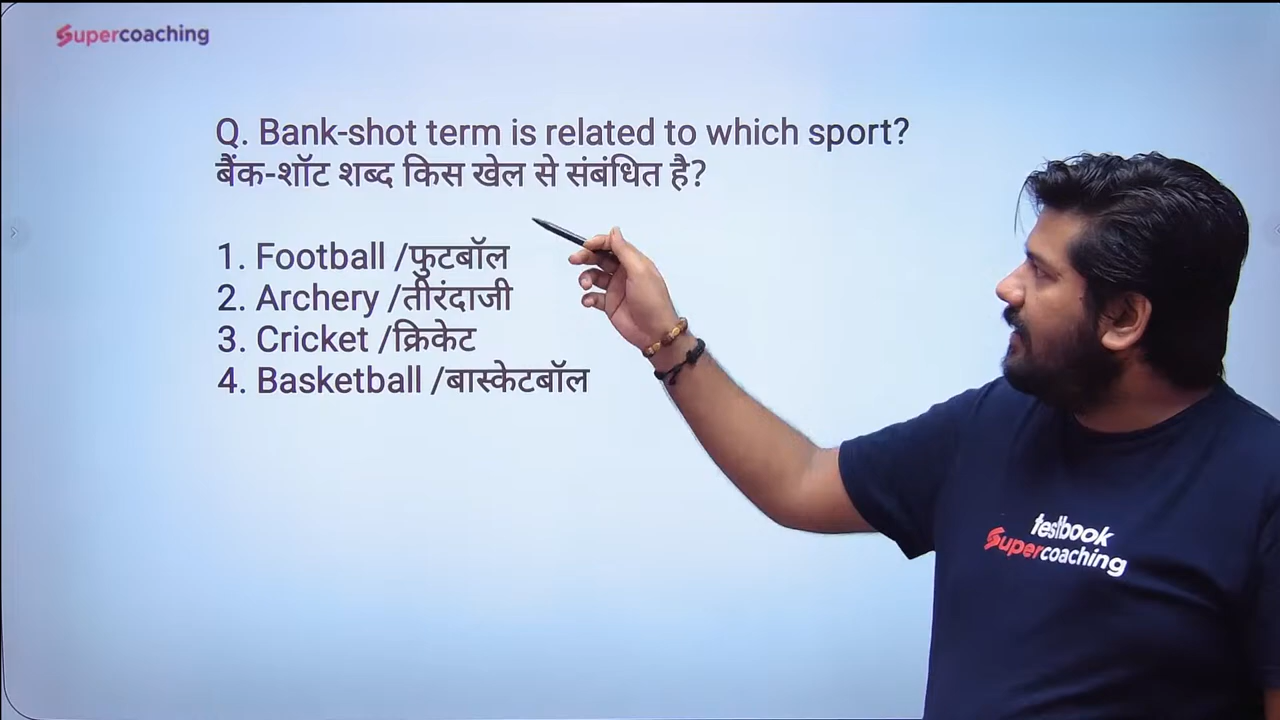 Supercoaching
Q. Bank-shot term is related to which sport?
बैंक-शॉट शब्द किस खेल से संबंधित है?
1. Football /फुटबॉल
2. Archery /तीरंदाजी
3. Cricket /क्रिकेट
4. Basketball /बास्केटबॉल
testbook
Supercoaching